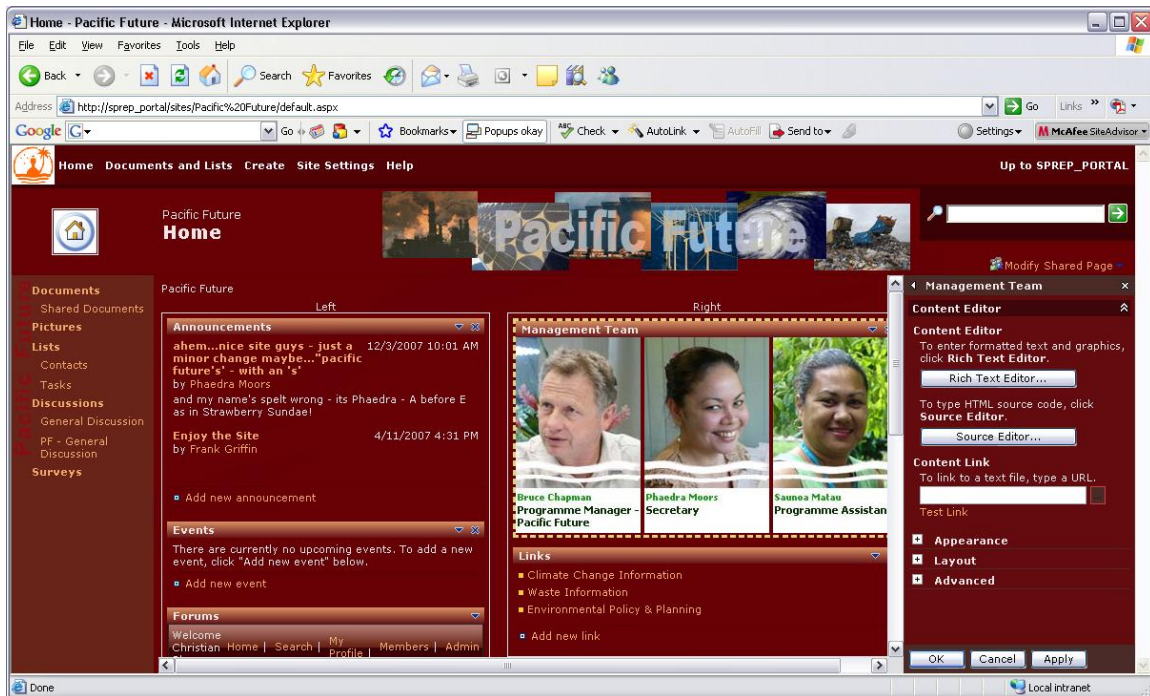 Home - Pacific Future - Microsoft Internet Explorer
File Edit View Favorites Tools Help
Back Search Favorites
Address http://sprep_portal/sites/Pacific%20Future/default.aspx Go Links »
Google G Go Bookmarks Popups okay ABC Check AutoLink AutoFill Send to Settings McAfee SiteAdvisor
Home Documents and Lists Create Site Settings Help Up to SPREP_PORTAL
Pacific Future
Home
Pacific Future
Modify Shared Page
Documents
Shared Documents
Pictures
Lists
Contacts
Tasks
Discussions
General Discussion
PF - General
Discussion
Surveys
Pacific Future
Pacific Future
Left
Announcements
ahem...nice site guys - just a 12/3/2007 10:01 AM
minor change maybe..."pacific
future's' - with an 's'
by Phaedra Moors
and my name's spelt wrong - its Phaedra - A before E
as in Strawberry Sundae!
Enjoy the Site 4/11/2007 4:31 PM
by Frank Griffin
Add new announcement
Events
There are currently no upcoming events. To add a new
event, click "Add new event" below.
Add new event
Forums
Welcome
Christian Home | Search | My Profile | Members | Admin
Right
Management Team
Bruce Chapman
Programme Manager -
Pacific Future
Phaedra Moors
Secretary
Saunoa Matau
Programme Assistan
Links
Climate Change Information
Waste Information
Environmental Policy & Planning
Add new link
Management Team
Content Editor
Content Editor
To enter formatted text and graphics,
click Rich Text Editor.
Rich Text Editor...
To type HTML source code, click
Source Editor.
Source Editor...
Content Link
To link to a text file, type a URL.
...
Test Link
Appearance
Layout
Advanced
OK Cancel Apply
Done Local intranet